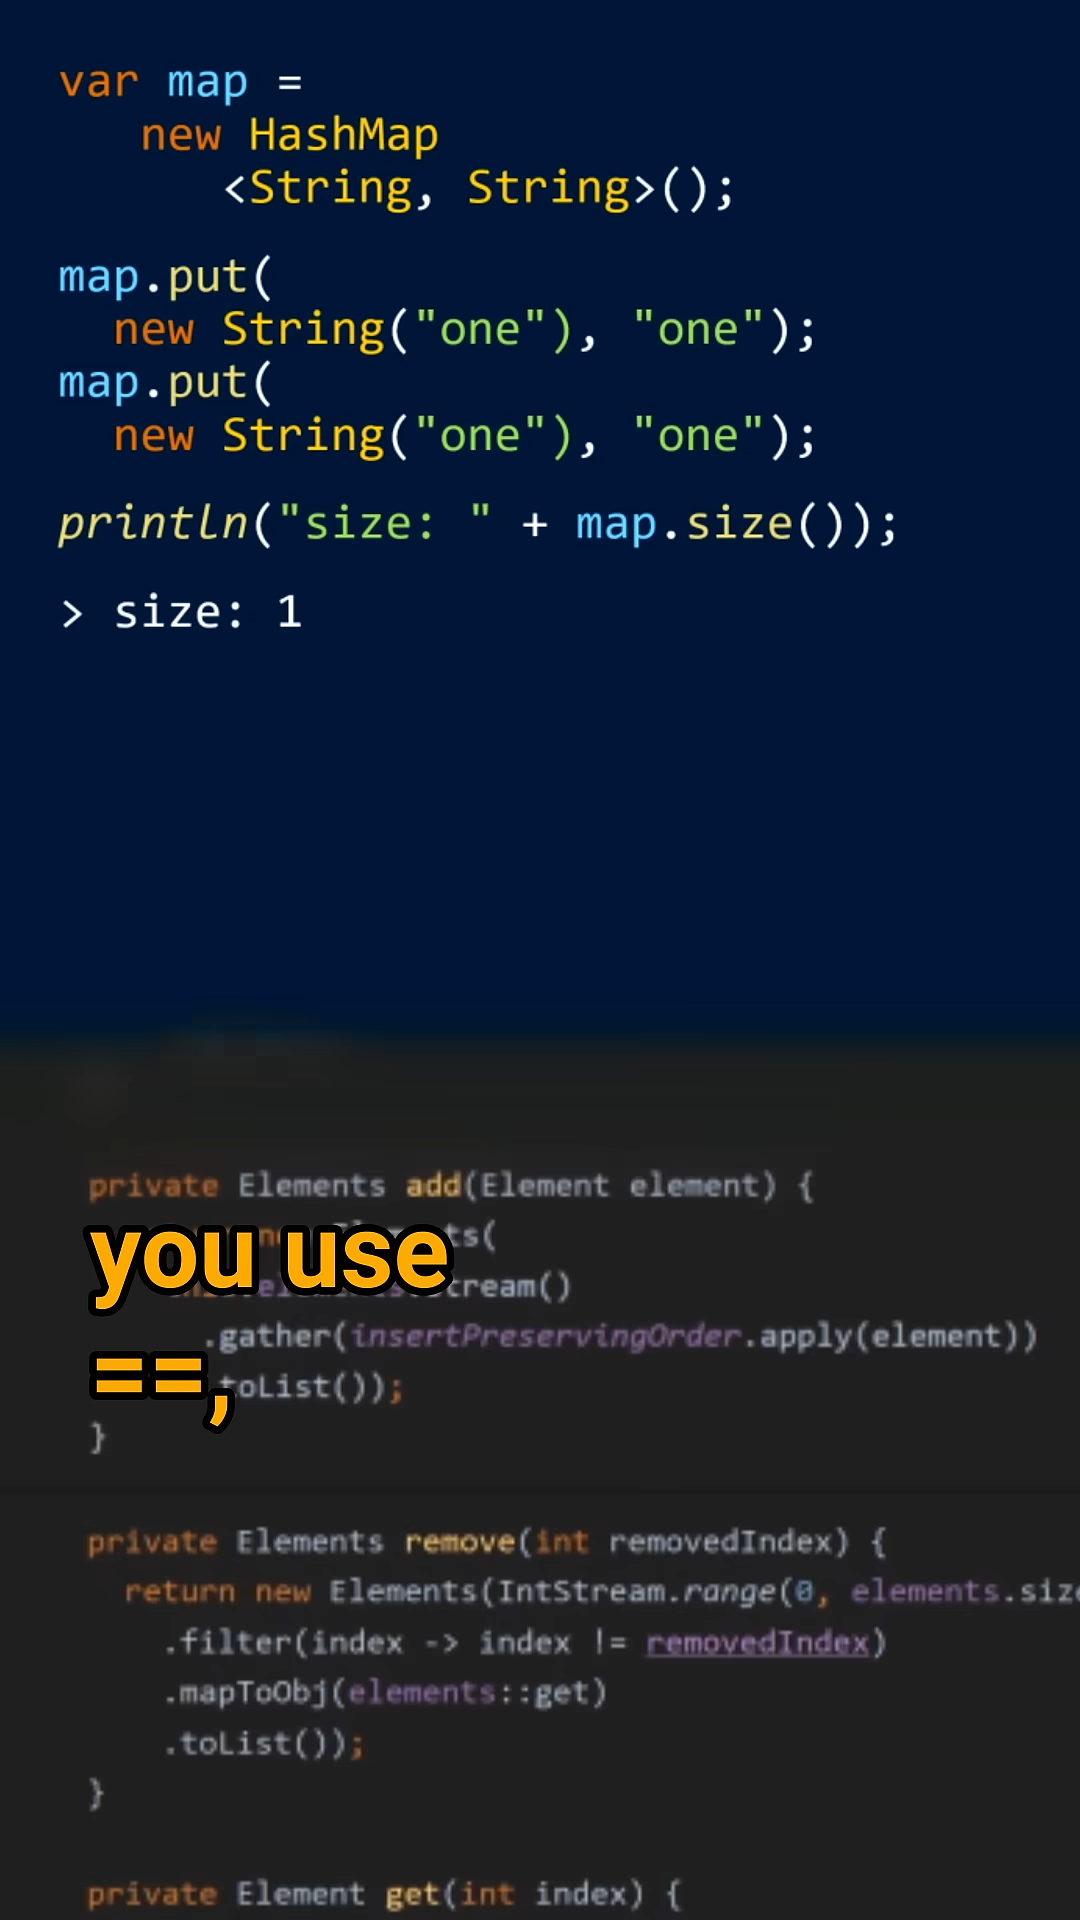 var map =
new HashMap
<String, String>();
map.put(
new String("one"), "one");
map.put(
new String("one"), "one");
println("size: " + map.size());
> size: 1
private Elements add(Element element) {
you use
.gather(insertPreservingOrder.apply(element))
==,
toList());
}
private Elements remove(int removedIndex) {
return new Elements(IntStream.range(0, elements.size
.filter(index -> index != removedIndex)
.mapToObj(elements::get)
.toList());
}
private Element get(int index) {